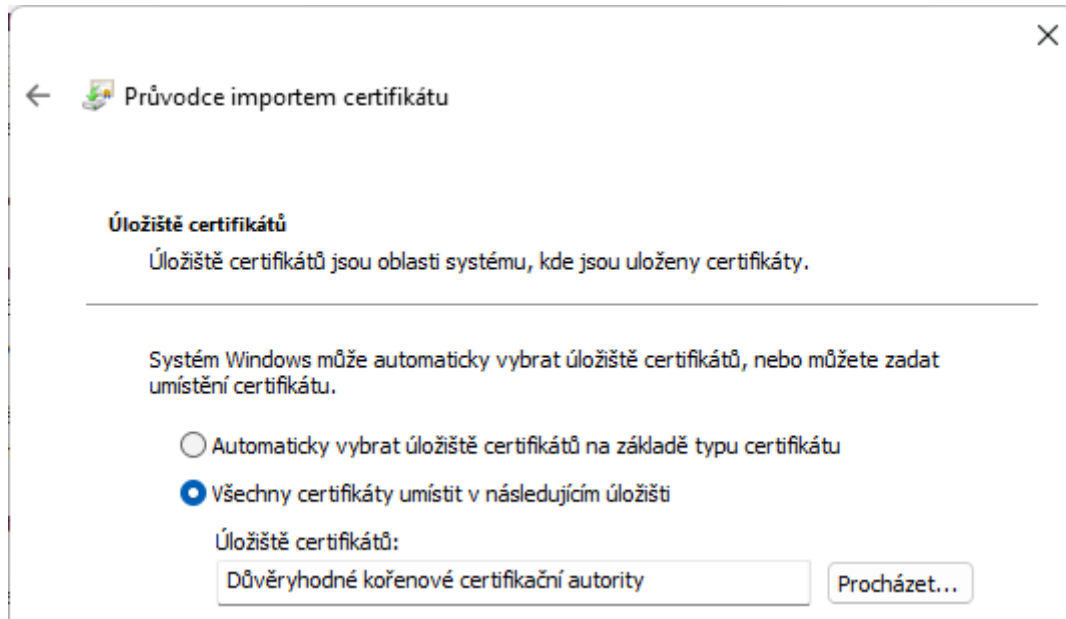 Průvodce importem certifikátu
Úložiště certifikátů
Úložiště certifikátů jsou oblasti systému, kde jsou uloženy certifikáty.
Systém Windows může automaticky vybrat úložiště certifikátů, nebo můžete zadat
umístění certifikátu.
Automaticky vybrat úložiště certifikátů na základě typu certifikátu
Všechny certifikáty umístit v následujícím úložišti
Úložiště certifikátů:
Důvěryhodné kořenové certifikační autority
Procházet...